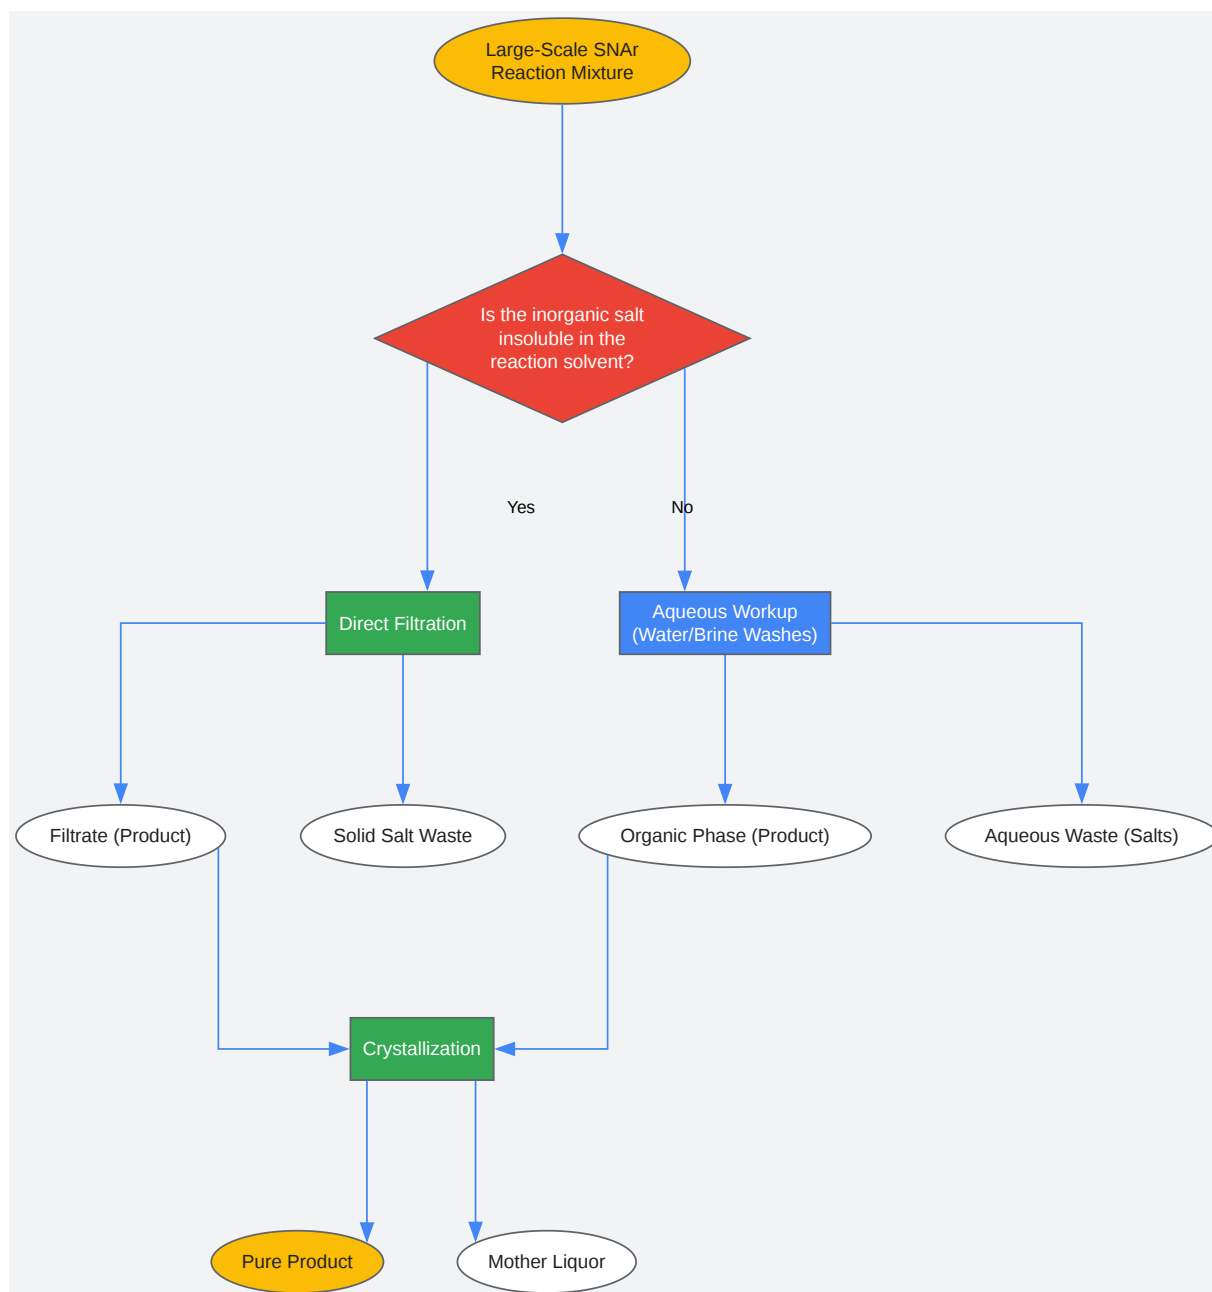 Large-Scale SNAr
Reaction Mixture
Is the inorganic salt
insoluble in the
reaction solvent?
Yes
No
Direct Filtration
Aqueous Workup
(Water/Brine Washes)
Filtrate (Product)
Solid Salt Waste
Organic Phase (Product)
Aqueous Waste (Salts)
Crystallization
Pure Product
Mother Liquor